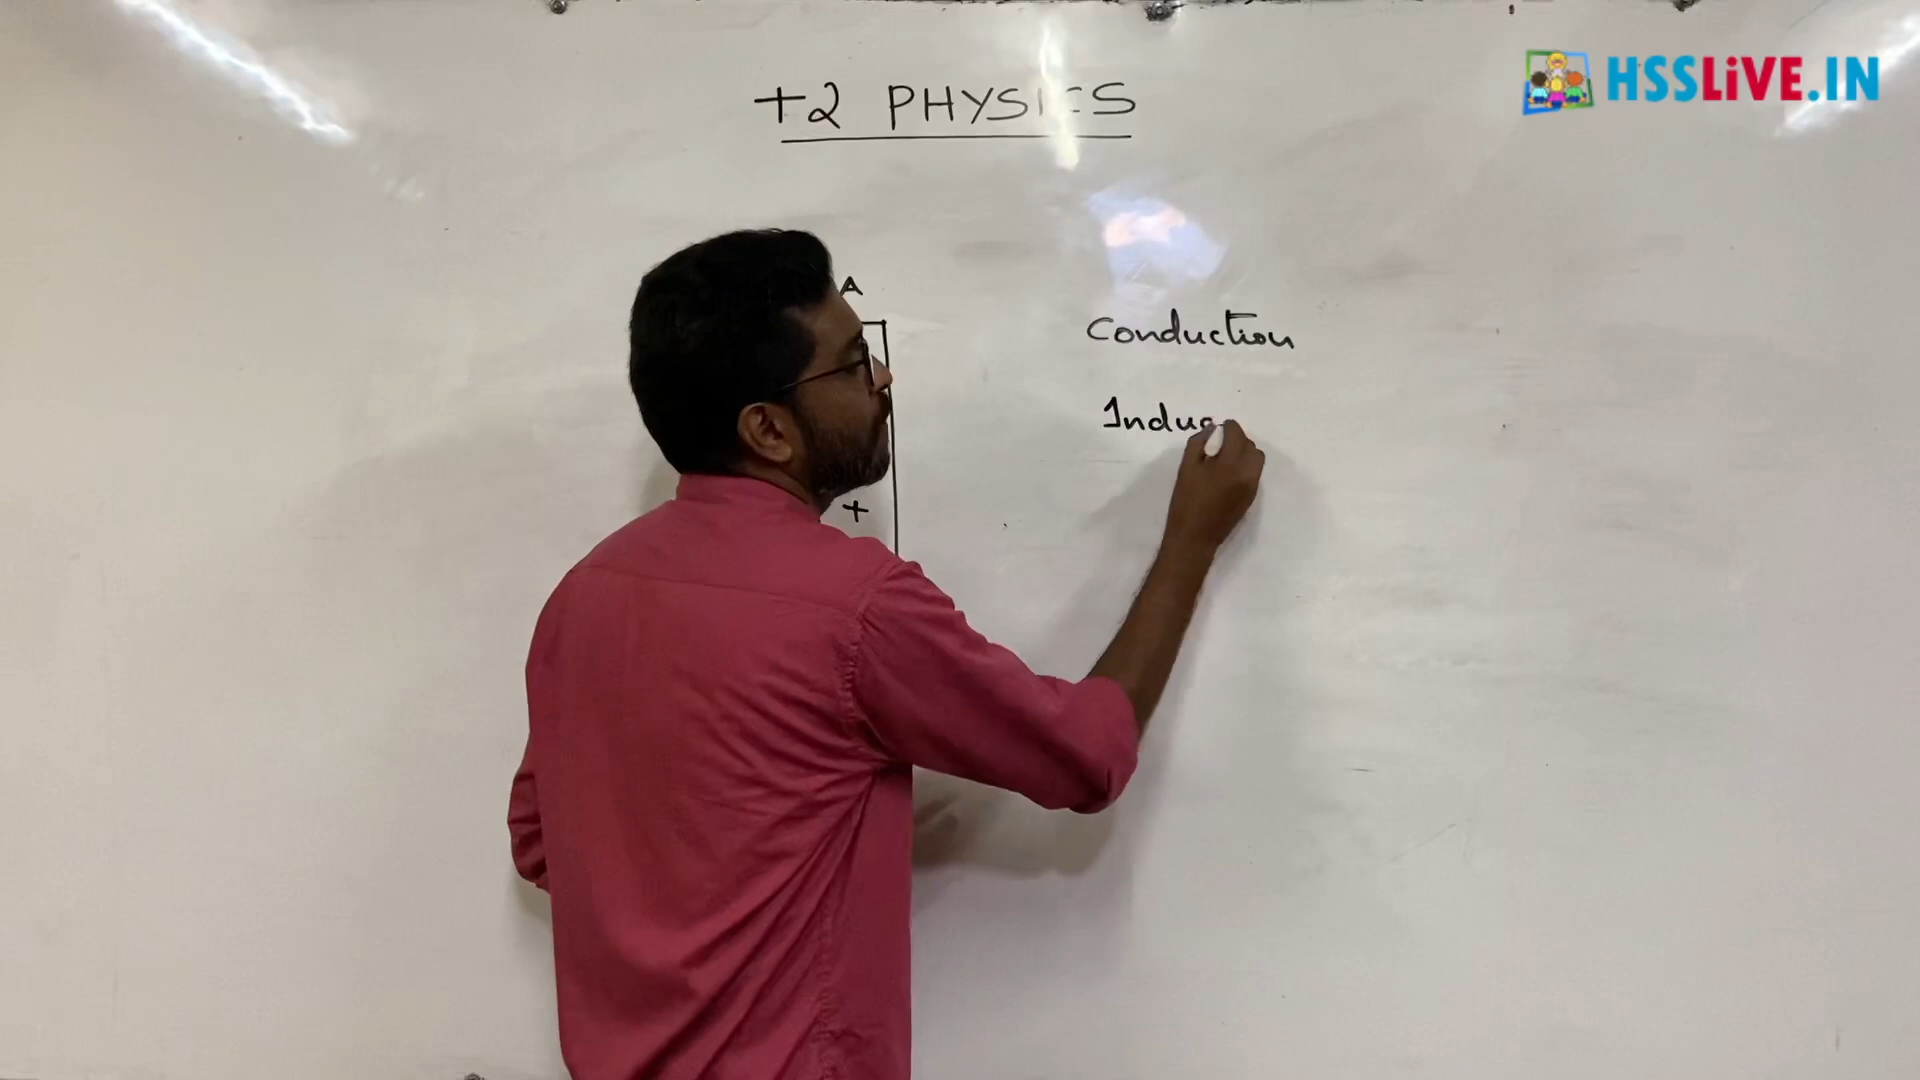 +2 PHYSICS
HSSLiVE.IN
A
Conduction
Induc
+